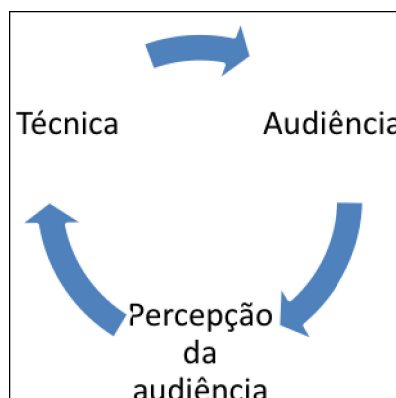 Técnica
Audiência
Percepção
da
audiência